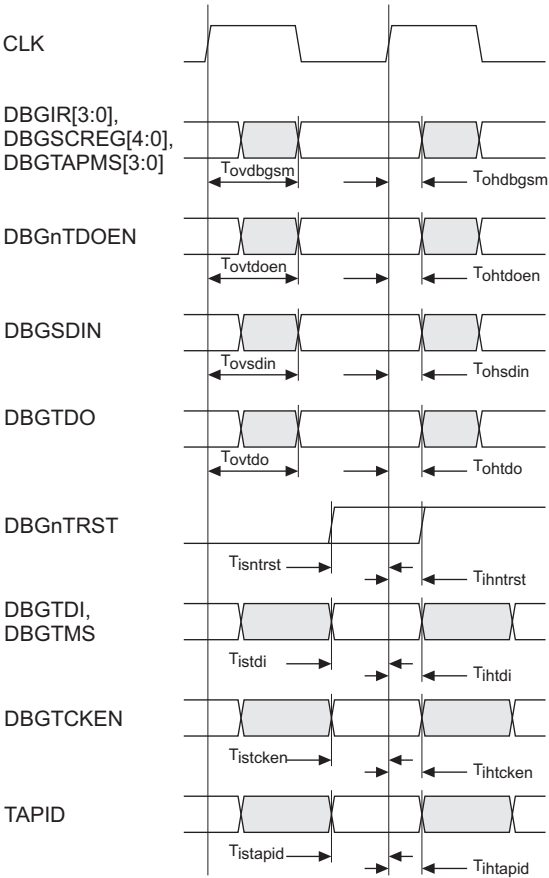 CLK
DBGIR[3:0],
DBGSCREG[4:0],
DBGTAPMS[3:0]
Tovdbgsm
Tohdbgsm
DBGnTDOEN
Tovtdoen
Tohtdoen
DBGSDIN
Tovsdin
Tohsdin
DBGTDO
Tovtdo
Tohtdo
DBGnTRST
Tisntrst
Tihntrst
DBGTDI,
DBGTMS
Tistdi
Tihtdi
DBGTCKEN
Tistcken
Tihtcken
TAPID
Tistapid
Tihtapid